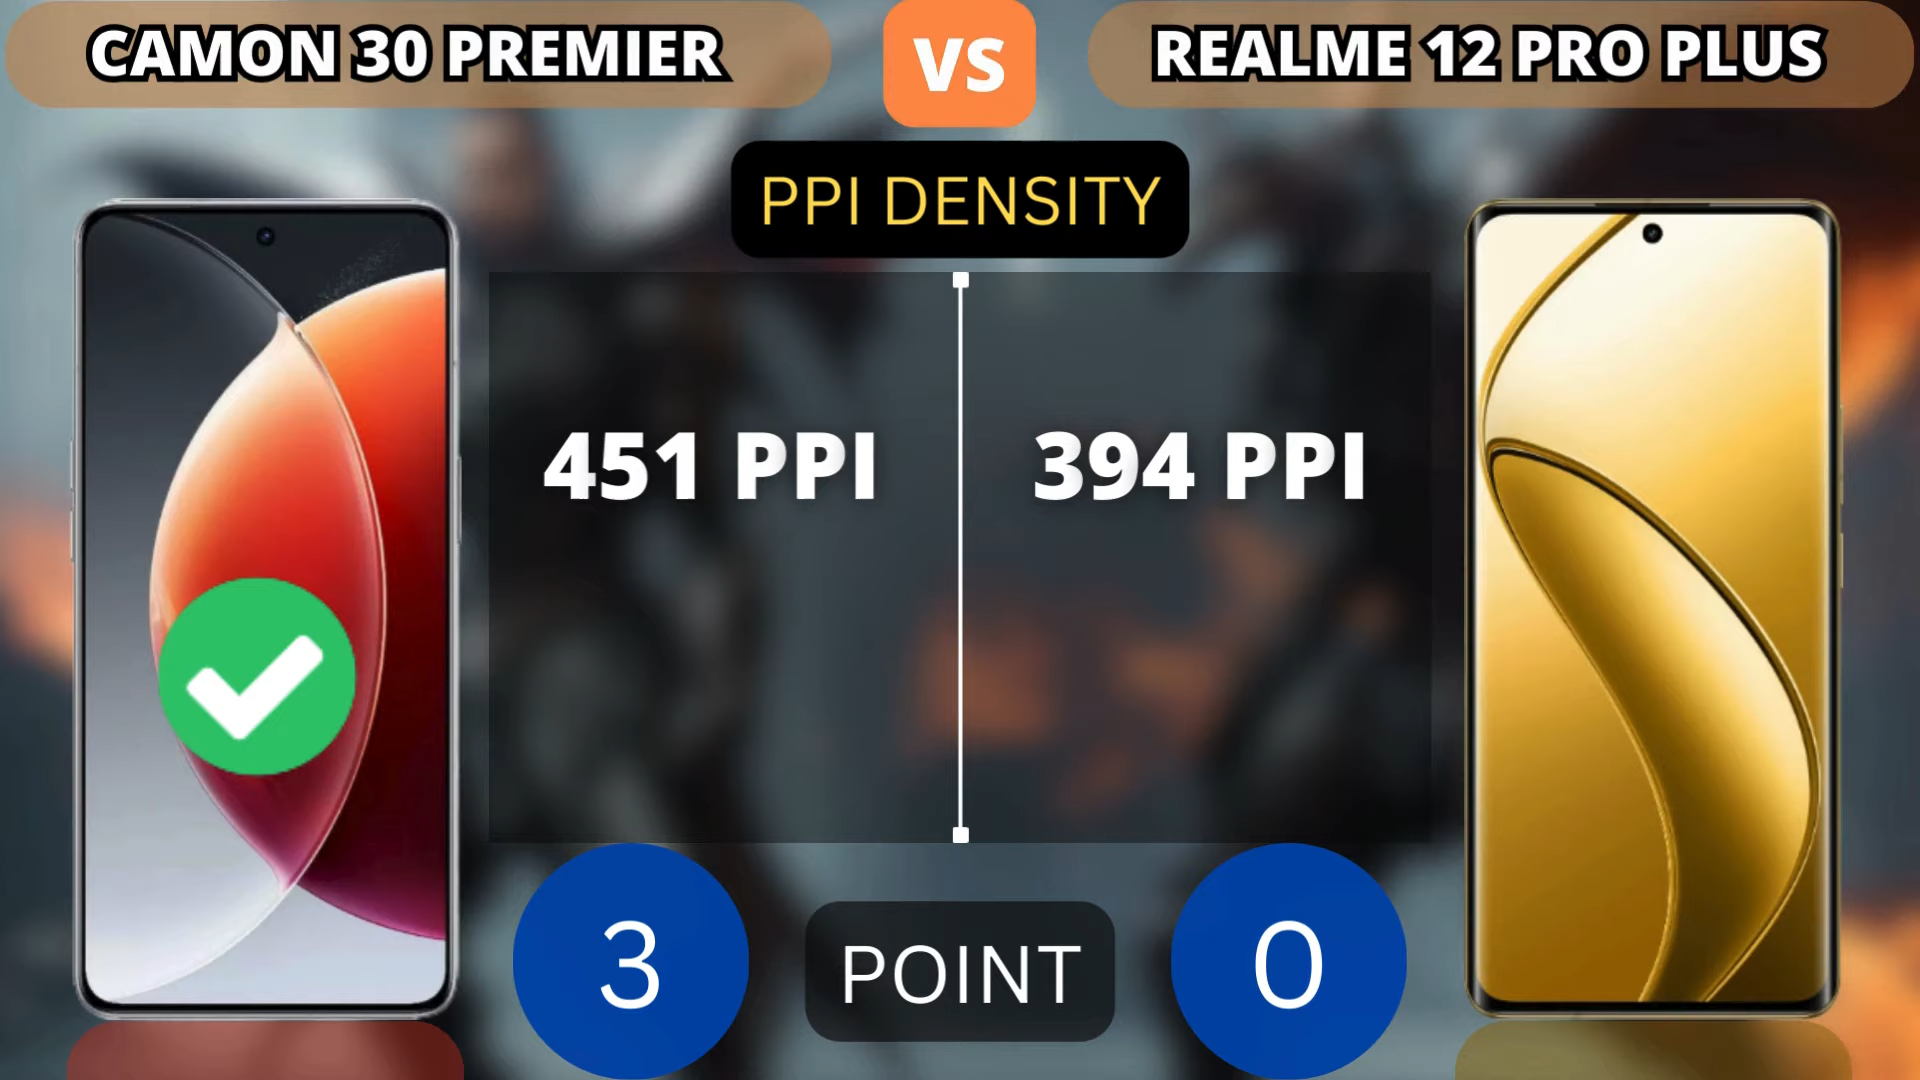 CAMON 30 PREMIER
VS
REALME 12 PRO PLUS
PPI DENSITY
451 PPI
394 PPI
3
POINT
0